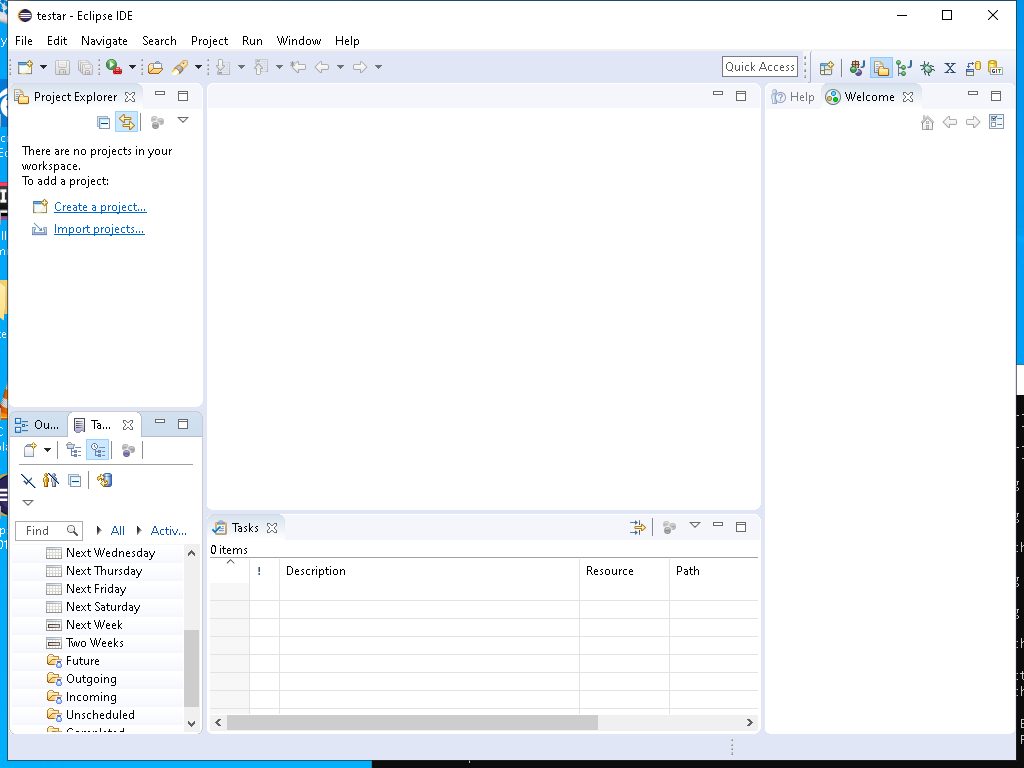 testar - Eclipse IDE
File Edit Navigate Search Project Run Window Help
Quick Access
Project Explorer
There are no projects in your
workspace.
To add a project:
Create a project...
Import projects...
Help Welcome
Ou... Ta...
Find All Activ...
Next Wednesday
Next Thursday
Next Friday
Next Saturday
Next Week
Two Weeks
Future
Outgoing
Incoming
Unscheduled
Completed
Tasks
0 items
! Description Resource Path